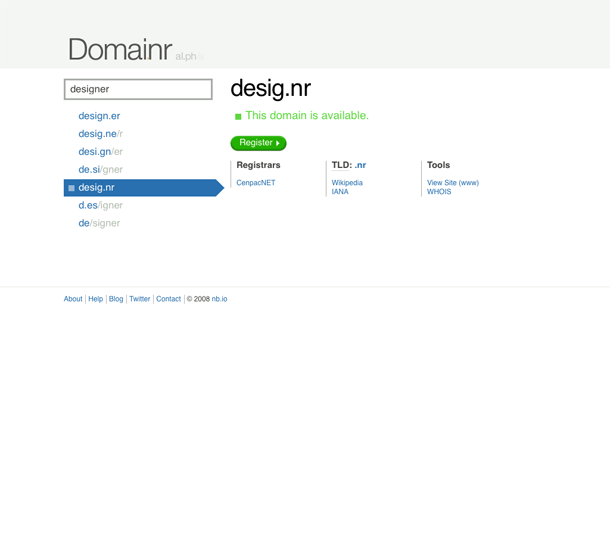 Domainr al.ph
designer
design.er
desig.ne/r
desi.gn/er
de.si/gner
desig.nr
d.es/igner
de/signer
desig.nr
This domain is available.
Register
Registrars
CenpacNET
TLD: .nr
Wikipedia
IANA
Tools
View Site (www)
WHOIS
About Help Blog Twitter Contact © 2008 nb.io